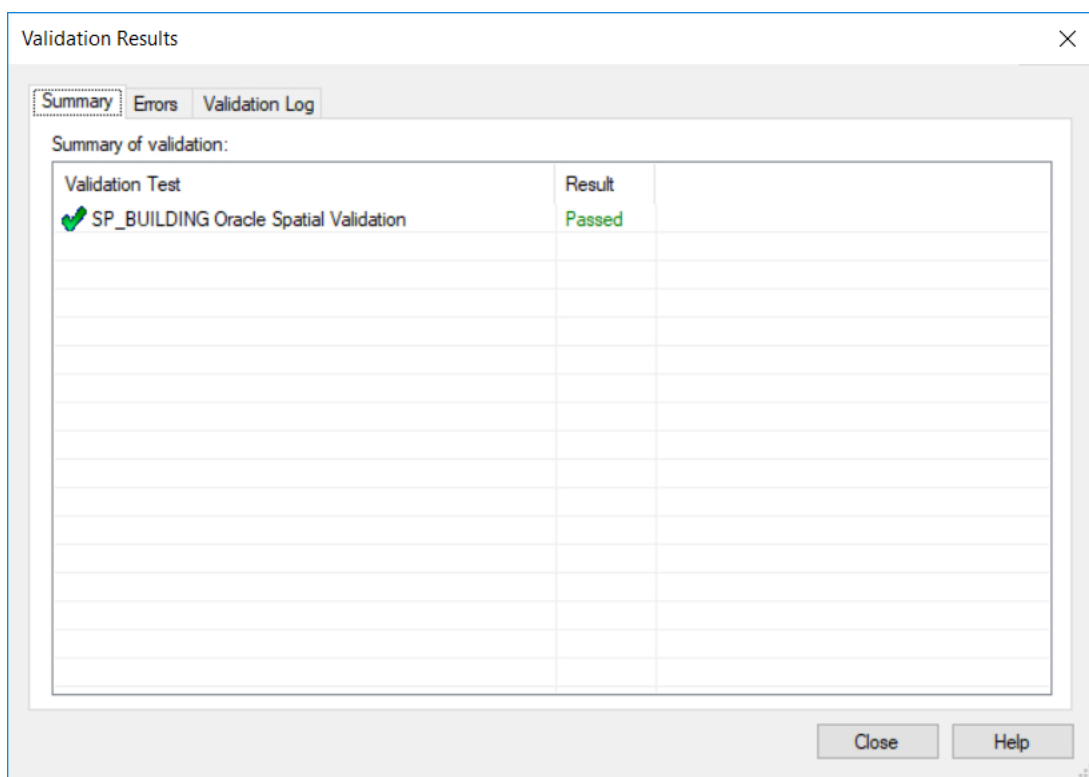 Validation Results
Summary Errors Validation Log
Summary of validation:
Validation Test Result
SP_BUILDING Oracle Spatial Validation Passed
Close Help